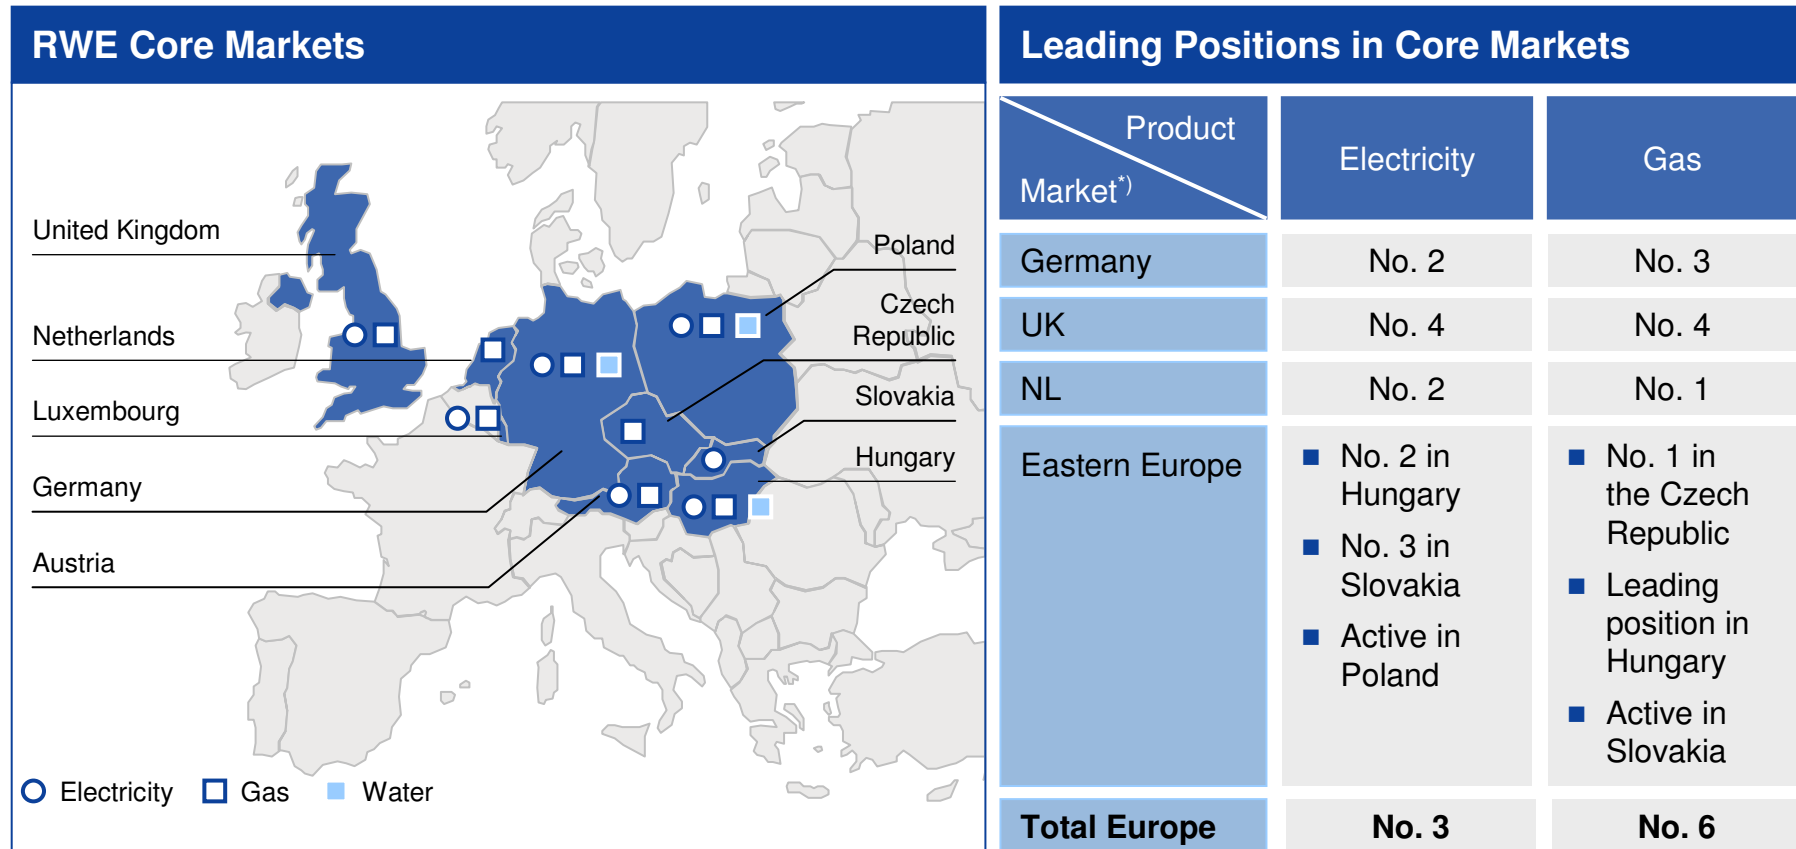 RWE Core Markets
United Kingdom
Netherlands
Luxembourg
Germany
Austria
Poland
Czech
Republic
Slovakia
Hungary
Electricity
Gas
Water
Leading Positions in Core Markets
Product
Market*)
Electricity
Gas
Germany
No. 2
No. 3
UK
No. 4
No. 4
NL
No. 2
No. 1
Eastern Europe
No. 2 in
Hungary
No. 3 in
Slovakia
Active in
Poland
No. 1 in
the Czech
Republic
Leading
position in
Hungary
Active in
Slovakia
Total Europe
No. 3
No. 6